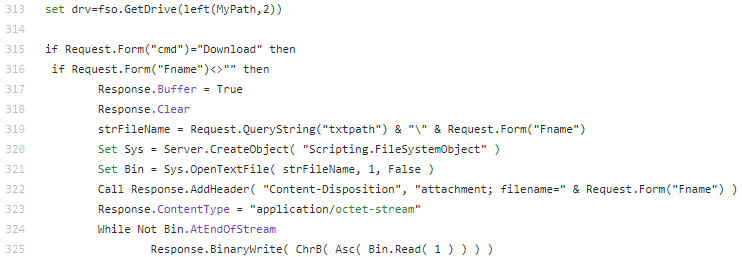 313 set drv=fso.GetDrive(left(MyPath,2))
314
315 if Request.Form("cmd")="Download" then
316 if Request.Form("Fname")<>"" then
317 Response.Buffer = True
318 Response.Clear
319 strFileName = Request.QueryString("txtpath") & "\" & Request.Form("Fname")
320 Set Sys = Server.CreateObject( "Scripting.FileSystemObject" )
321 Set Bin = Sys.OpenTextFile( strFileName, 1, False )
322 Call Response.AddHeader( "Content-Disposition", "attachment; filename=" & Request.Form("Fname") )
323 Response.ContentType = "application/octet-stream"
324 While Not Bin.AtEndOfStream
325 Response.BinaryWrite( ChrB( Asc( Bin.Read( 1 ) ) ) )